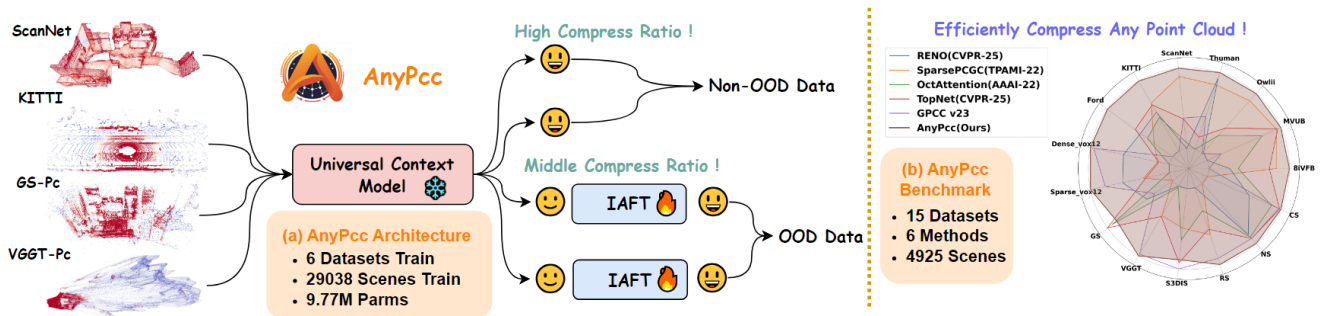 ScanNet
KITTI
GS-Pc
VGGT-Pc
AnyPcc
Universal Context
Model
(a) AnyPcc Architecture
• 6 Datasets Train
• 29038 Scenes Train
• 9.77M Parms
High Compress Ratio !
Non-OOD Data
Middle Compress Ratio !
IAFT
IAFT
OOD Data
Efficiently Compress Any Point Cloud !
RENO(CVPR-25)
SparsePCGC(TPAMI-22)
OctAttention(AAAI-22)
TopNet(CVPR-25)
GPCC v23
AnyPcc(Ours)
(b) AnyPcc
Benchmark
• 15 Datasets
• 6 Methods
• 4925 Scenes
ScanNet
Thuman
Owlii
MVUB
8iVFB
CS
NS
RS
S3DIS
VGGT
GS
Sparse_vox12
Dense_vox12
Ford
KITTI